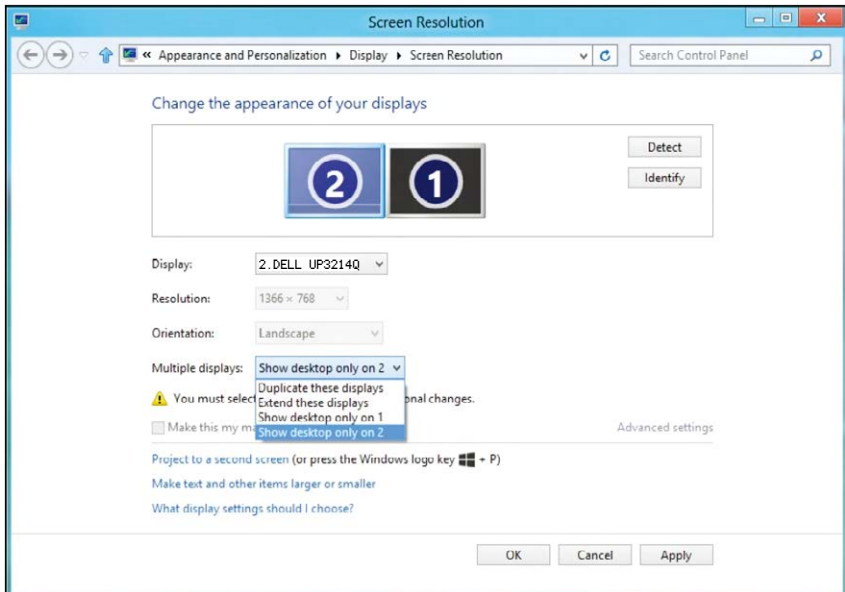 Screen Resolution
« Appearance and Personalization ▸ Display ▸ Screen Resolution
Search Control Panel
Change the appearance of your displays
2
1
Detect
Identify
Display: 2.DELL UP3214Q
Resolution: 1366 × 768
Orientation: Landscape
Multiple displays: Show desktop only on 2
Duplicate these displays
Extend these displays
Show desktop only on 1
Show desktop only on 2
You must selec
onal changes.
Make this my m
Advanced settings
Project to a second screen (or press the Windows logo key + P)
Make text and other items larger or smaller
What display settings should I choose?
OK
Cancel
Apply